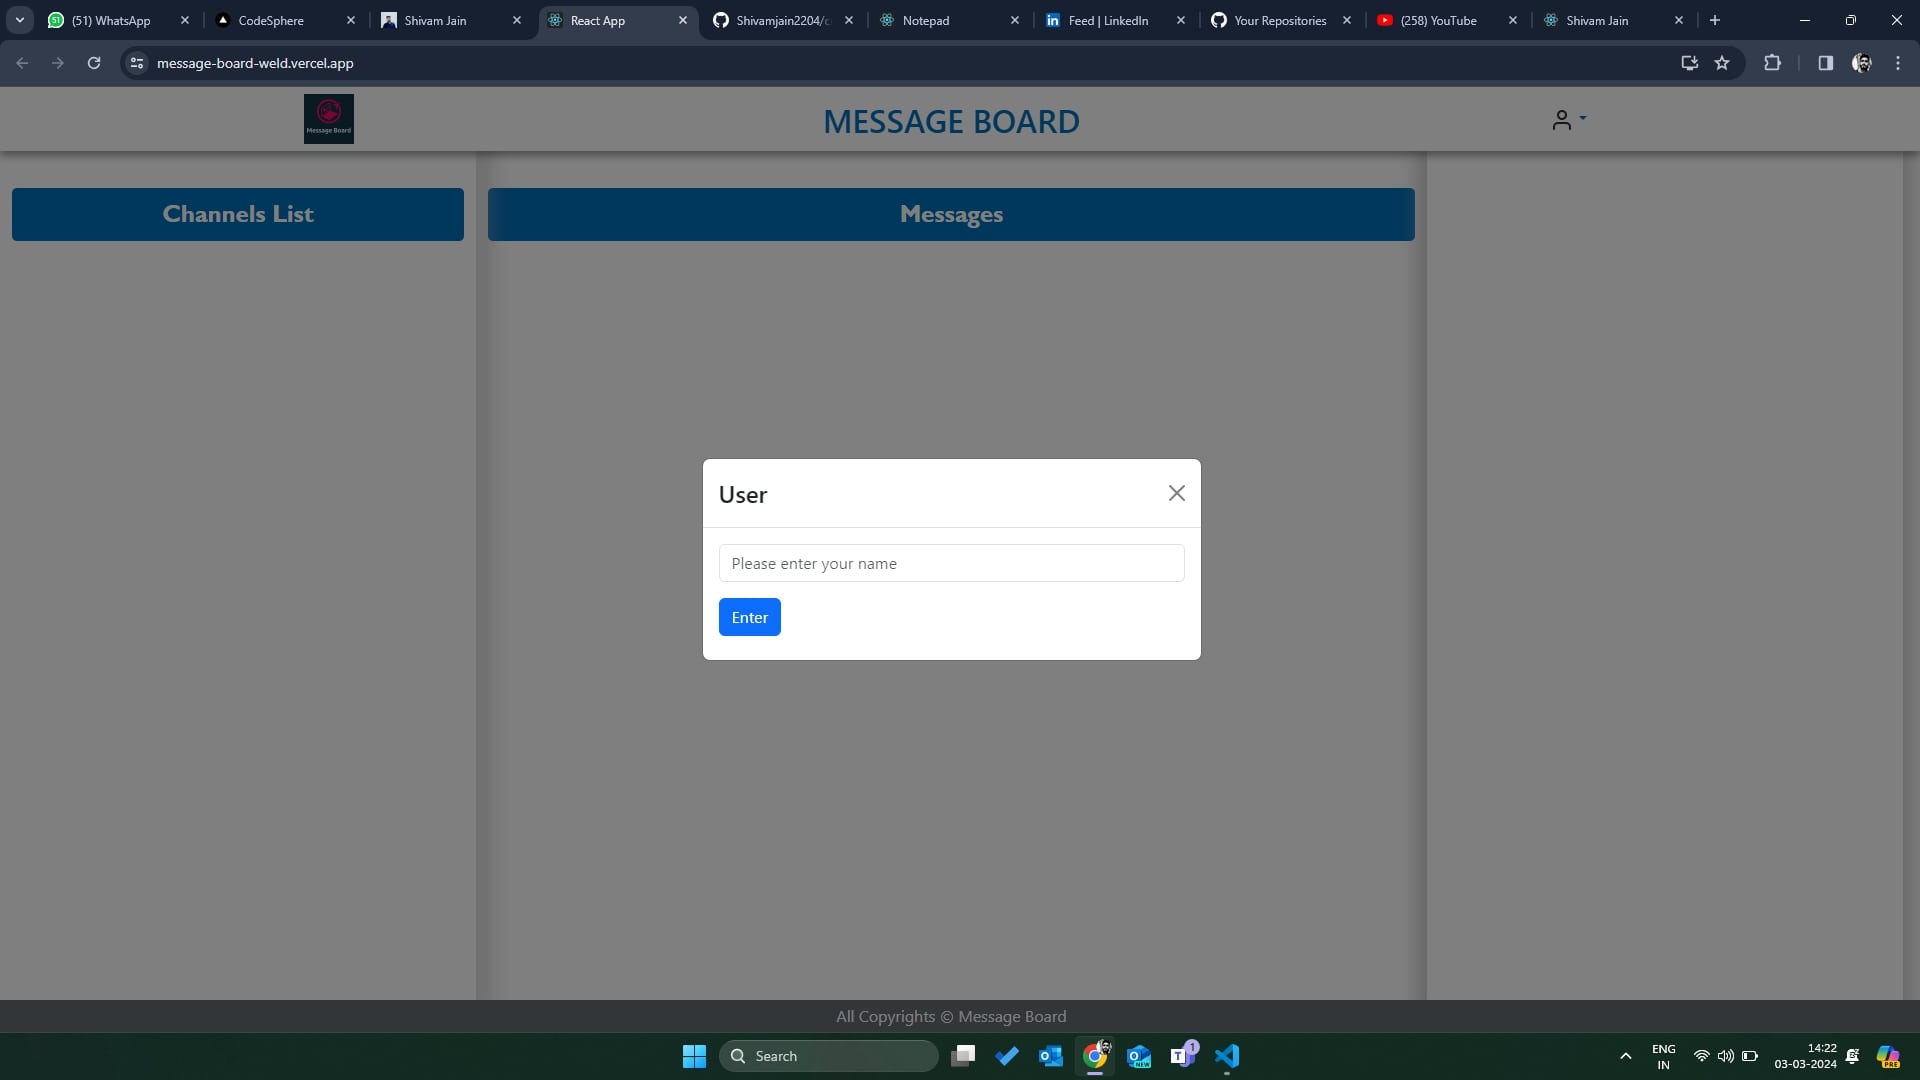 (51) WhatsApp
CodeSphere
Shivam Jain
React App
Shivamjain2204/c
Notepad
Feed | LinkedIn
Your Repositories
(258) YouTube
Shivam Jain
message-board-weld.vercel.app
Message Board
MESSAGE BOARD
Channels List
Messages
User
Please enter your name
Enter
All Copyrights © Message Board
Search
1
ENG
IN
14:22
03-03-2024
PRE